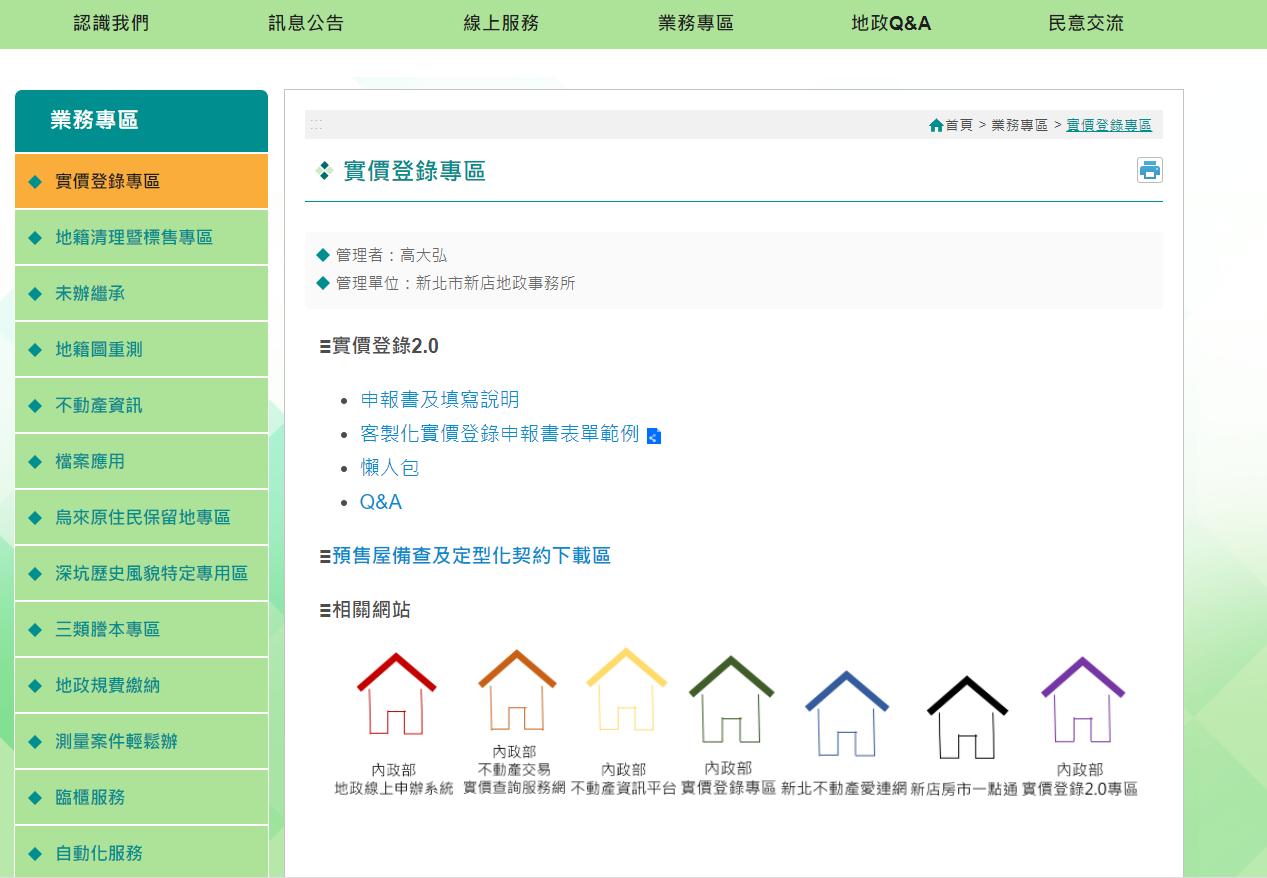 認識我們
訊息公告
線上服務
業務專區
地政Q&A
民意交流
業務專區
實價登錄專區
地籍清理暨標售專區
未辦繼承
地籍圖重測
不動產資訊
檔案應用
烏來原住民保留地專區
深坑歷史風貌特定專用區
三類謄本專區
地政規費繳納
測量案件輕鬆辦
臨櫃服務
自動化服務
:::
首頁 > 業務專區 > 實價登錄專區
實價登錄專區
管理者：高大弘
管理單位：新北市新店地政事務所
≡實價登錄2.0
申報書及填寫說明
客製化實價登錄申報書表單範例
懶人包
Q&A
≡預售屋備查及定型化契約下載區
≡相關網站
內政部
地政線上申辦系統
內政部
不動產交易
實價查詢服務網
內政部
不動產資訊平台
內政部
實價登錄專區
新北不動產愛連網
新店房市一點通
內政部
實價登錄2.0專區